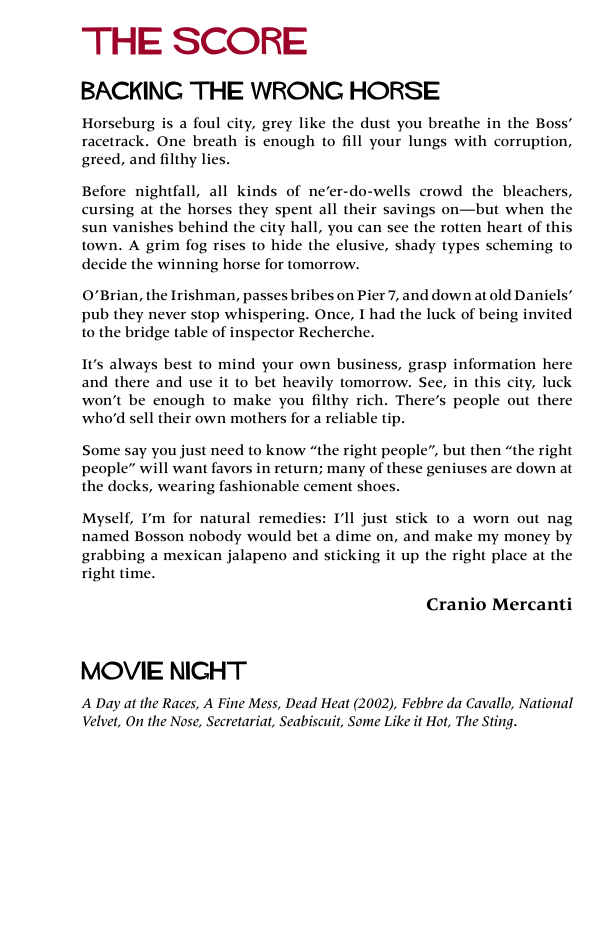 THE SCORE
BACKING THE WRONG HORSE
Horseburg is a foul city, grey like the dust you breathe in the Boss’
racetrack. One breath is enough to fill your lungs with corruption,
greed, and filthy lies.
Before nightfall, all kinds of ne’er-do-wells crowd the bleachers,
cursing at the horses they spent all their savings on—but when the
sun vanishes behind the city hall, you can see the rotten heart of this
town. A grim fog rises to hide the elusive, shady types scheming to
decide the winning horse for tomorrow.
O’Brian, the Irishman, passes bribes on Pier 7, and down at old Daniels’
pub they never stop whispering. Once, I had the luck of being invited
to the bridge table of inspector Recherche.
It’s always best to mind your own business, grasp information here
and there and use it to bet heavily tomorrow. See, in this city, luck
won’t be enough to make you filthy rich. There’s people out there
who’d sell their own mothers for a reliable tip.
Some say you just need to know “the right people”, but then “the right
people” will want favors in return; many of these geniuses are down at
the docks, wearing fashionable cement shoes.
Myself, I’m for natural remedies: I’ll just stick to a worn out nag
named Bosson nobody would bet a dime on, and make my money by
grabbing a mexican jalapeno and sticking it up the right place at the
right time.
Cranio Mercanti
MOVIE NIGHT
A Day at the Races, A Fine Mess, Dead Heat (2002), Febbre da Cavallo, National
Velvet, On the Nose, Secretariat, Seabiscuit, Some Like it Hot, The Sting.